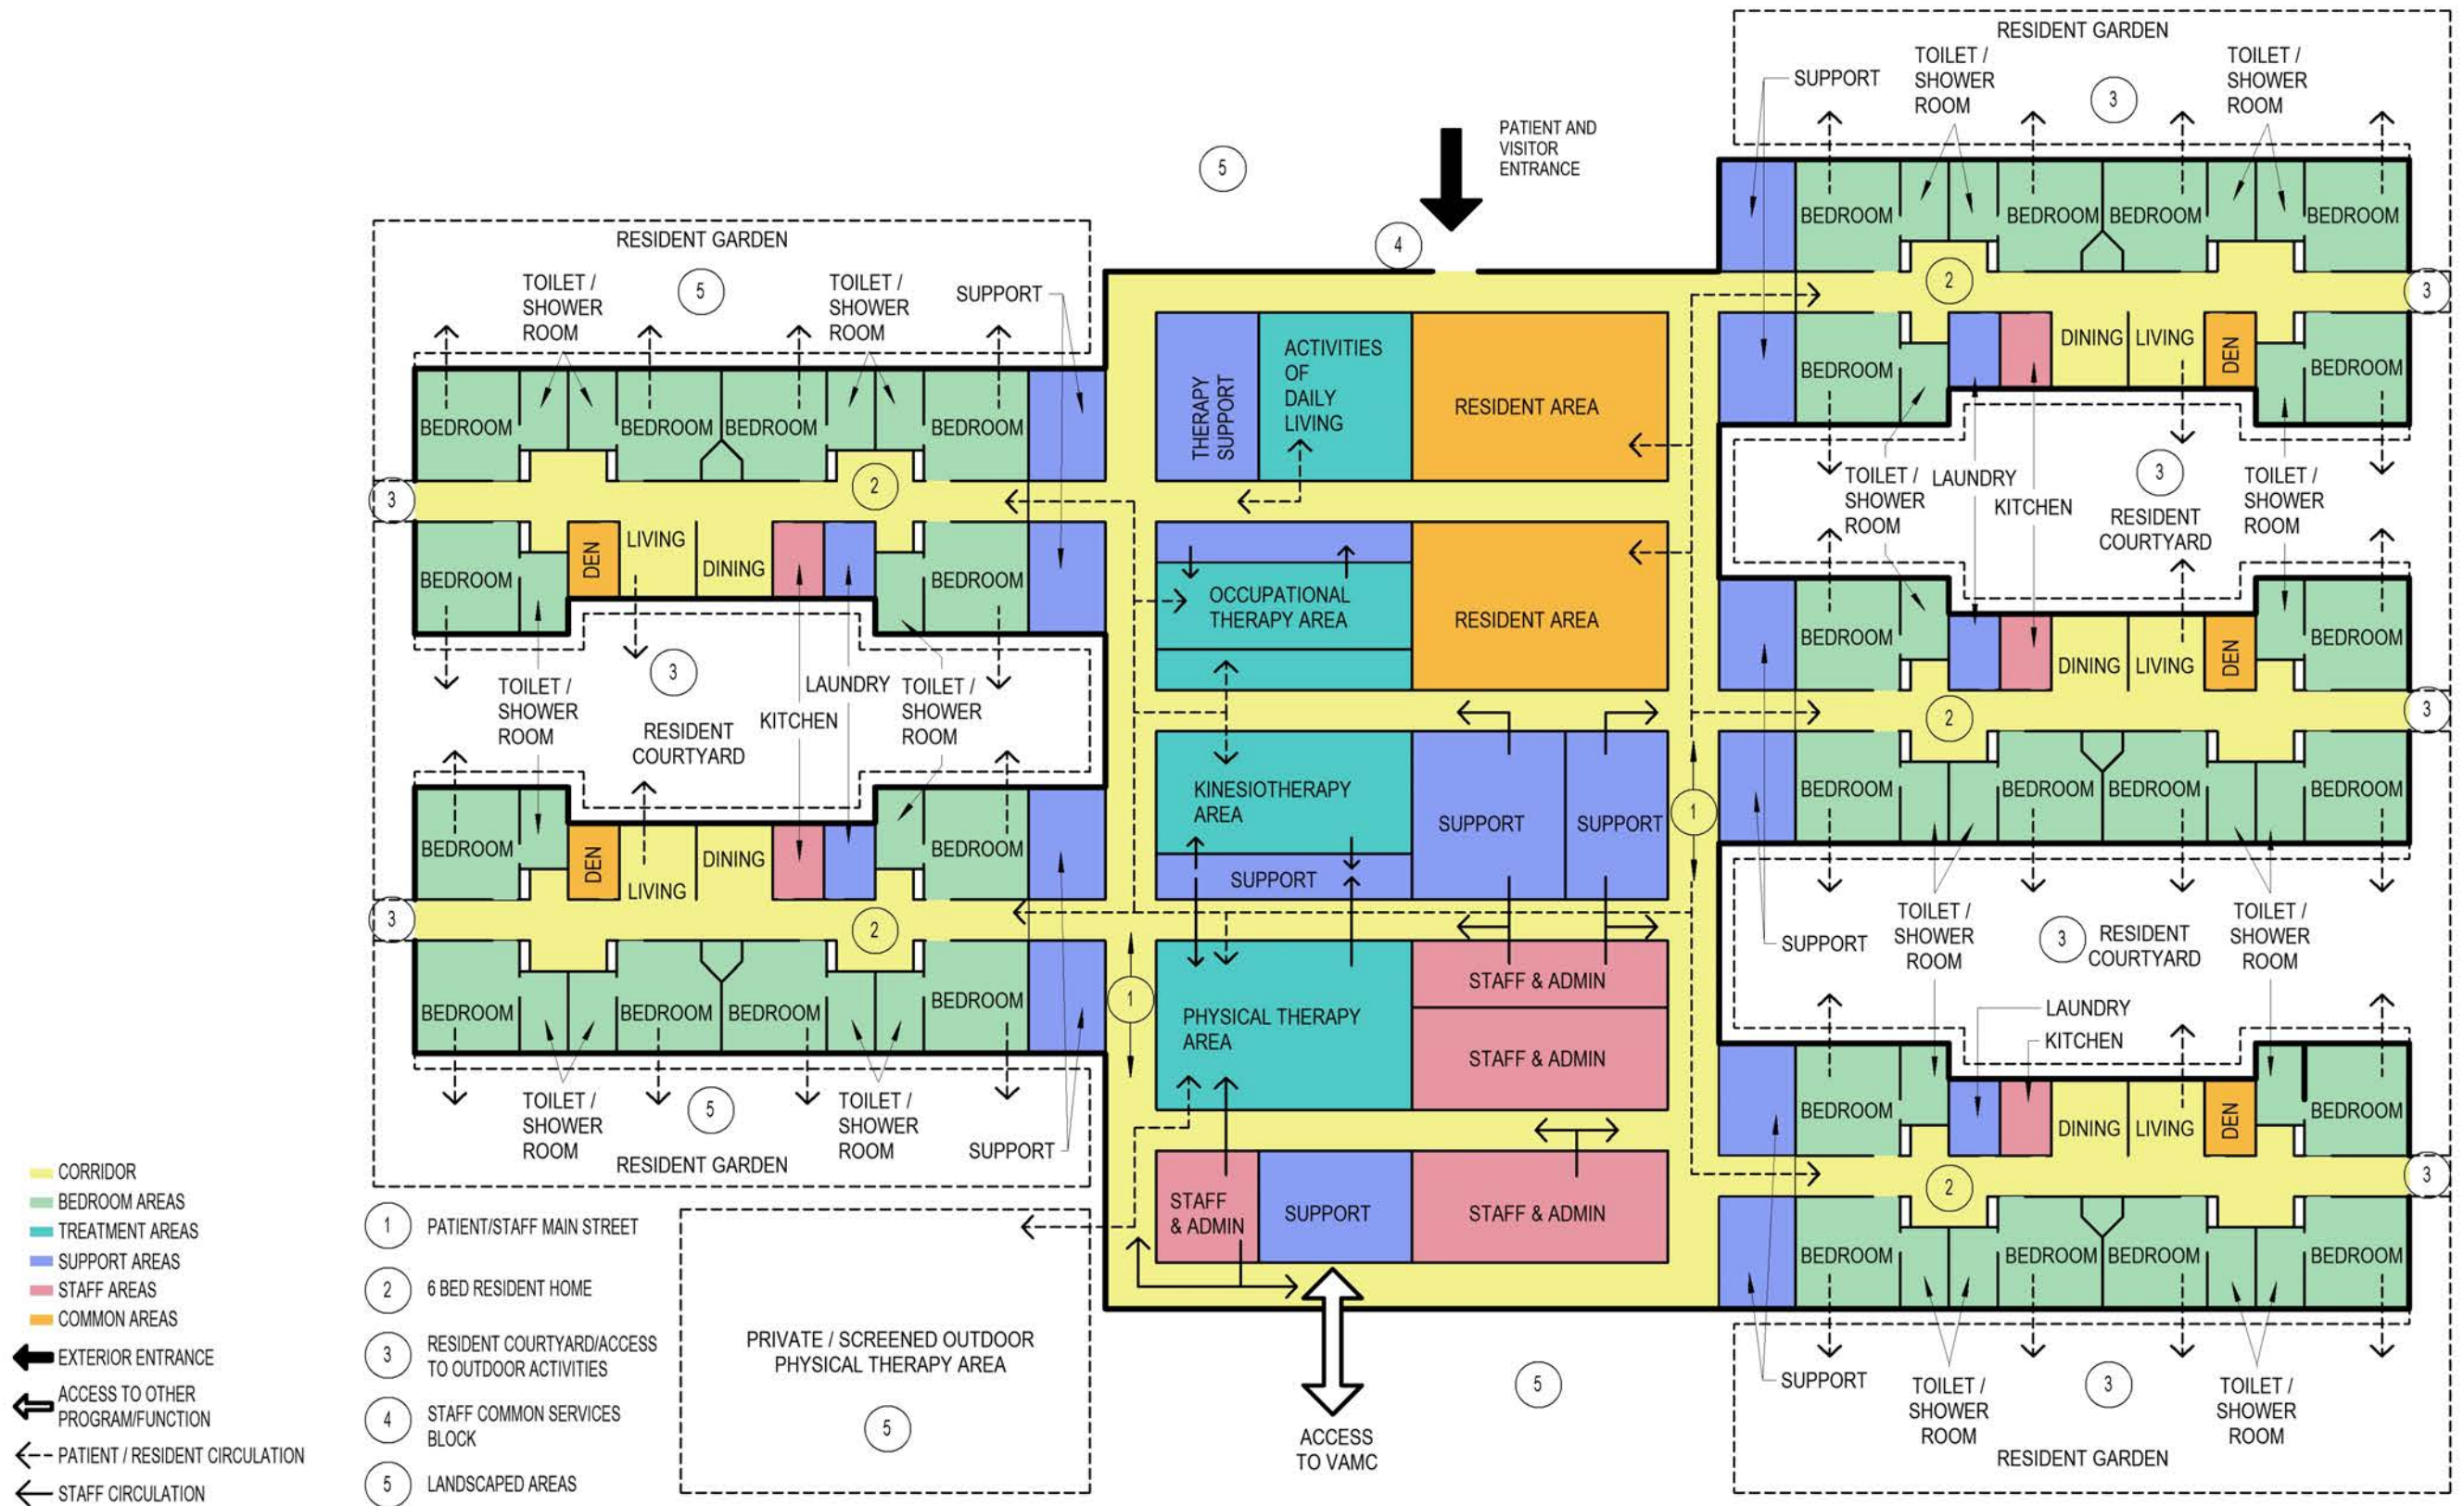 RESIDENT GARDEN
TOILET /
SHOWER
ROOM
TOILET /
SHOWER
ROOM
SUPPORT
3
PATIENT AND
VISITOR
ENTRANCE
5
4
BEDROOM
BEDROOM
BEDROOM
BEDROOM
2
3
BEDROOM
DINING
LIVING
DEN
BEDROOM
TOILET /
SHOWER
ROOM
LAUNDRY
KITCHEN
3
RESIDENT
COURTYARD
TOILET /
SHOWER
ROOM
BEDROOM
DINING
LIVING
DEN
BEDROOM
2
3
BEDROOM
BEDROOM
BEDROOM
BEDROOM
SUPPORT
TOILET /
SHOWER
ROOM
3
RESIDENT
COURTYARD
TOILET /
SHOWER
ROOM
LAUNDRY
KITCHEN
BEDROOM
DINING
LIVING
DEN
BEDROOM
2
3
BEDROOM
BEDROOM
BEDROOM
BEDROOM
SUPPORT
TOILET /
SHOWER
ROOM
3
TOILET /
SHOWER
ROOM
RESIDENT GARDEN
RESIDENT GARDEN
5
TOILET /
SHOWER
ROOM
TOILET /
SHOWER
ROOM
SUPPORT
BEDROOM
BEDROOM
BEDROOM
BEDROOM
3
2
BEDROOM
DEN
LIVING
DINING
BEDROOM
TOILET /
SHOWER
ROOM
3
RESIDENT
COURTYARD
KITCHEN
LAUNDRY
TOILET /
SHOWER
ROOM
BEDROOM
DEN
LIVING
DINING
BEDROOM
3
2
BEDROOM
BEDROOM
BEDROOM
BEDROOM
TOILET /
SHOWER
ROOM
5
TOILET /
SHOWER
ROOM
SUPPORT
RESIDENT GARDEN
THERAPY
SUPPORT
ACTIVITIES
OF
DAILY
LIVING
RESIDENT AREA
OCCUPATIONAL
THERAPY AREA
RESIDENT AREA
KINESIOTHERAPY
AREA
SUPPORT
SUPPORT
SUPPORT
1
1
PHYSICAL THERAPY
AREA
STAFF & ADMIN
STAFF & ADMIN
STAFF
& ADMIN
SUPPORT
STAFF & ADMIN
PRIVATE / SCREENED OUTDOOR
PHYSICAL THERAPY AREA
5
ACCESS
TO VAMC
5
CORRIDOR
BEDROOM AREAS
TREATMENT AREAS
SUPPORT AREAS
STAFF AREAS
COMMON AREAS
EXTERIOR ENTRANCE
ACCESS TO OTHER
PROGRAM/FUNCTION
PATIENT / RESIDENT CIRCULATION
STAFF CIRCULATION
1 PATIENT/STAFF MAIN STREET
2 6 BED RESIDENT HOME
3 RESIDENT COURTYARD/ACCESS
TO OUTDOOR ACTIVITIES
4 STAFF COMMON SERVICES
BLOCK
5 LANDSCAPED AREAS